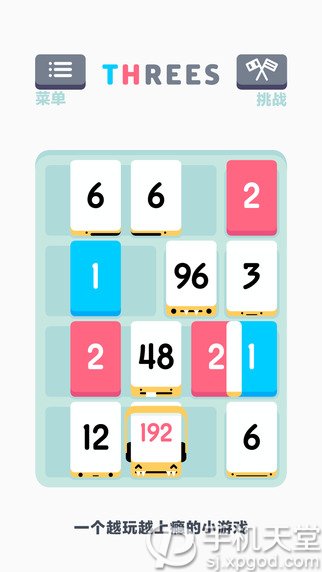 THREES
菜单 挑战
6 6 2
1 96 3
2 48 2 1
12 192 6
一个越玩越上瘾的小游戏
手机天堂
sj.xpgod.com